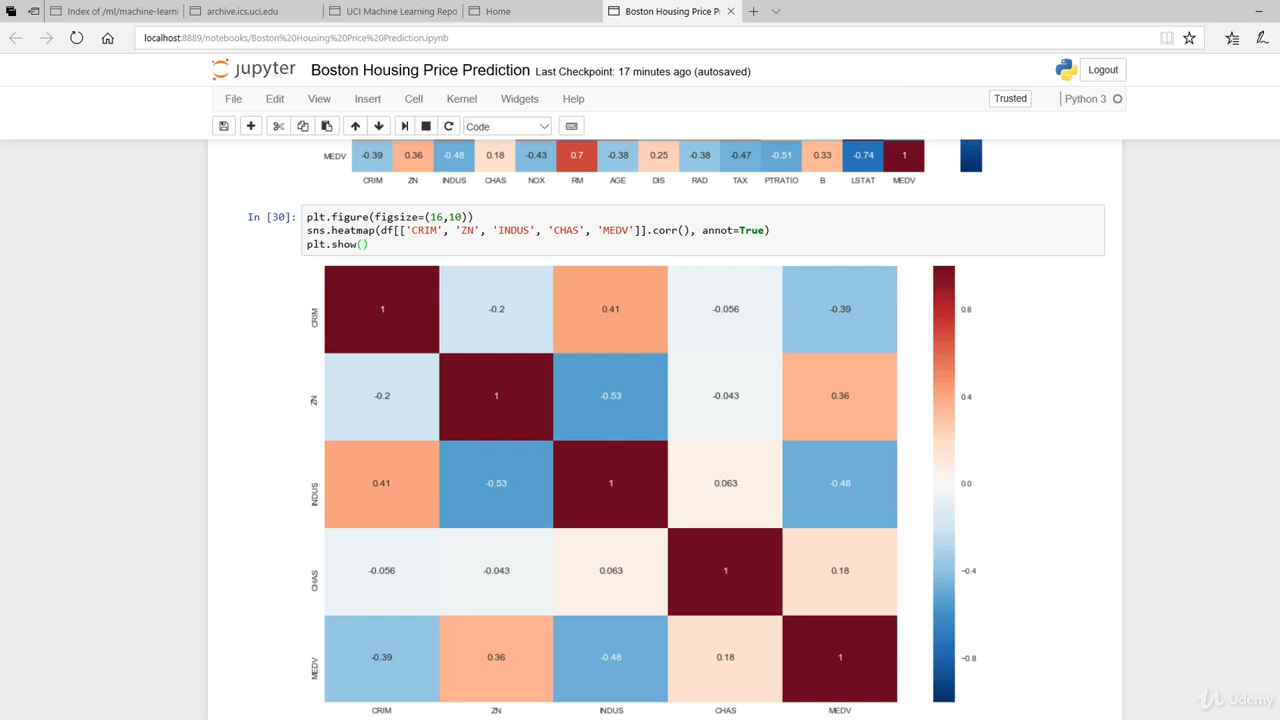 Index of /ml/machine-learni
archive.ics.uci.edu
UCI Machine Learning Repo
Home
Boston Housing Price P
localhost:8889/notebooks/Boston%20Housing%20Price%20Prediction.ipynb
jupyter Boston Housing Price Prediction Last Checkpoint: 17 minutes ago (autosaved)
Logout
File Edit View Insert Cell Kernel Widgets Help
Trusted
Python 3
Code
MEDV -0.39 0.36 -0.48 0.18 -0.43 0.7 -0.38 0.25 -0.38 -0.47 -0.51 0.33 -0.74 1
CRIM ZN INDUS CHAS NOX RM AGE DIS RAD TAX PTRATIO B LSTAT MEDV
In [30]: plt.figure(figsize=(16,10))
sns.heatmap(df[['CRIM', 'ZN', 'INDUS', 'CHAS', 'MEDV']].corr(), annot=True)
plt.show()
CRIM 1 -0.2 0.41 -0.056 -0.39 0.8
ZN -0.2 1 -0.53 -0.043 0.36 0.4
INDUS 0.41 -0.53 1 0.063 -0.48 0.0
CHAS -0.056 -0.043 0.063 1 0.18 -0.4
MEDV -0.39 0.36 -0.48 0.18 1 -0.8
CRIM ZN INDUS CHAS MEDV
Udemy